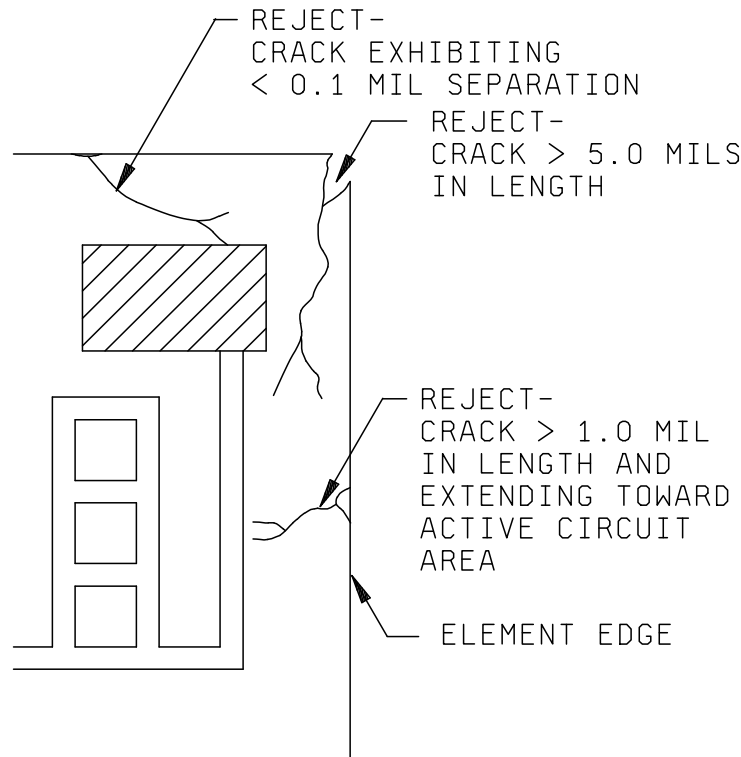 REJECT-
CRACK EXHIBITING
< 0.1 MIL SEPARATION
REJECT-
CRACK > 5.0 MILS
IN LENGTH
REJECT-
CRACK > 1.0 MIL
IN LENGTH AND
EXTENDING TOWARD
ACTIVE CIRCUIT
AREA
ELEMENT EDGE